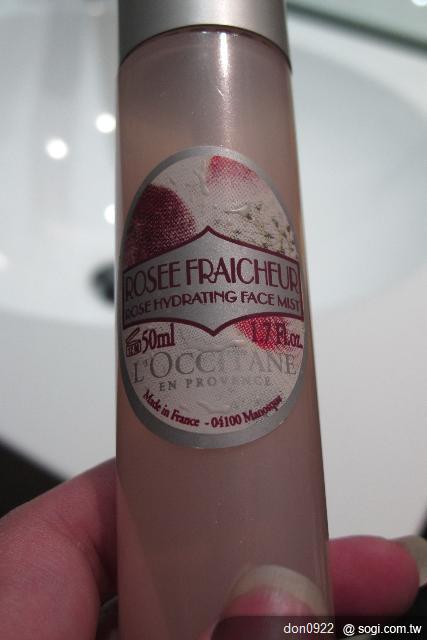 ROSEE FRAICHEUR
ROSE HYDRATING FACE MIST
50ml 1.7 Fl.oz.
L'OCCITANE
EN PROVENCE
Made in France - 04100 Manosque
don0922 @ sogi.com.tw